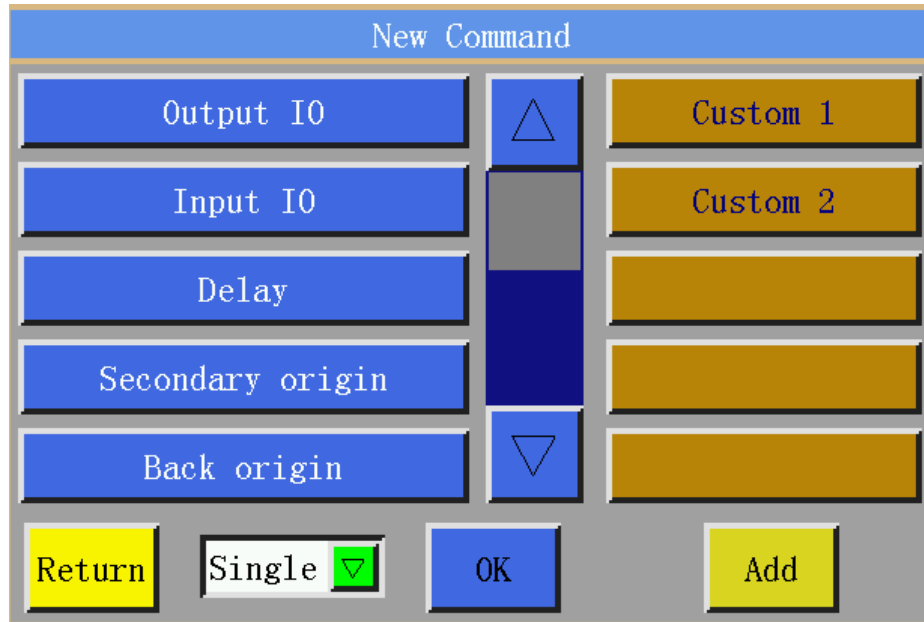 New Command
Output IO
Custom 1
Input IO
Custom 2
Delay
Secondary origin
Back origin
Return
Single
OK
Add